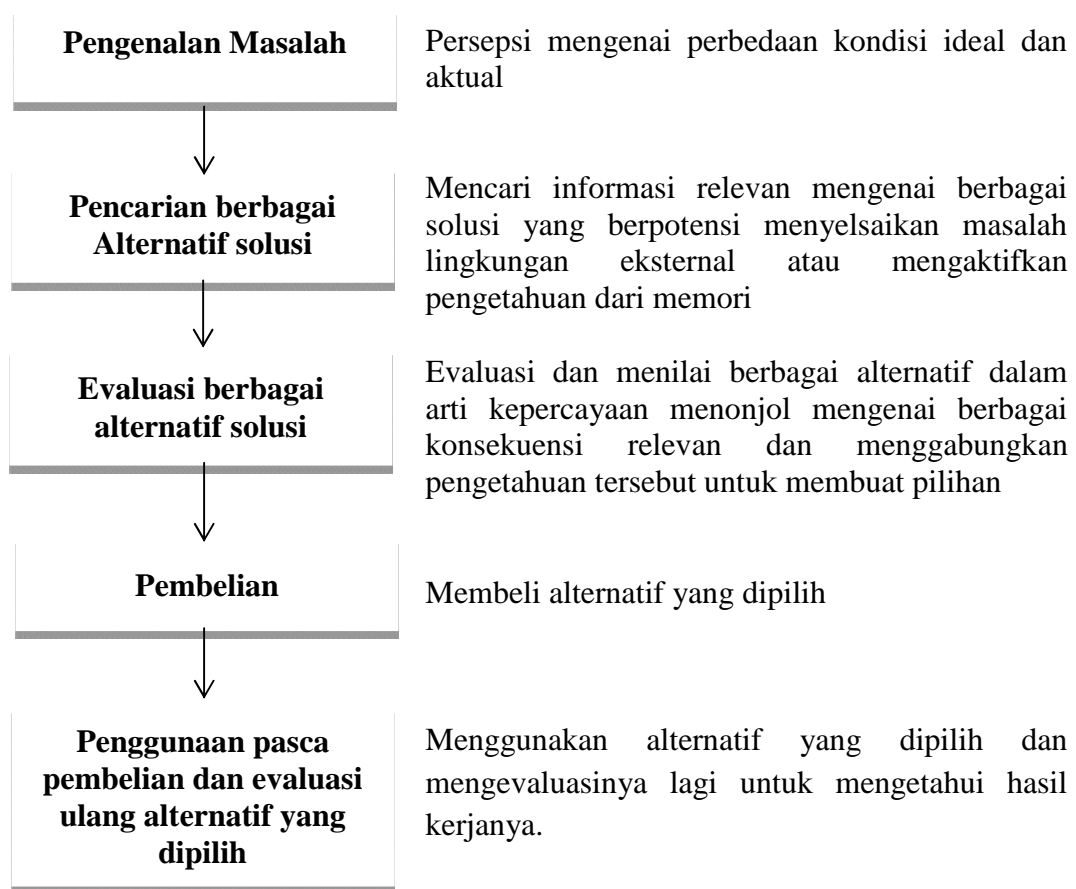 Pengenalan Masalah
Persepsi mengenai perbedaan kondisi ideal dan
aktual
Pencarian berbagai
Alternatif solusi
Mencari informasi relevan mengenai berbagai
solusi yang berpotensi menyelsaikan masalah
lingkungan eksternal atau mengaktifkan
pengetahuan dari memori
Evaluasi berbagai
alternatif solusi
Evaluasi dan menilai berbagai alternatif dalam
arti kepercayaan menonjol mengenai berbagai
konsekuensi relevan dan menggabungkan
pengetahuan tersebut untuk membuat pilihan
Pembelian
Membeli alternatif yang dipilih
Penggunaan pasca
pembelian dan evaluasi
ulang alternatif yang
dipilih
Menggunakan alternatif yang dipilih dan
mengevaluasinya lagi untuk mengetahui hasil
kerjanya.